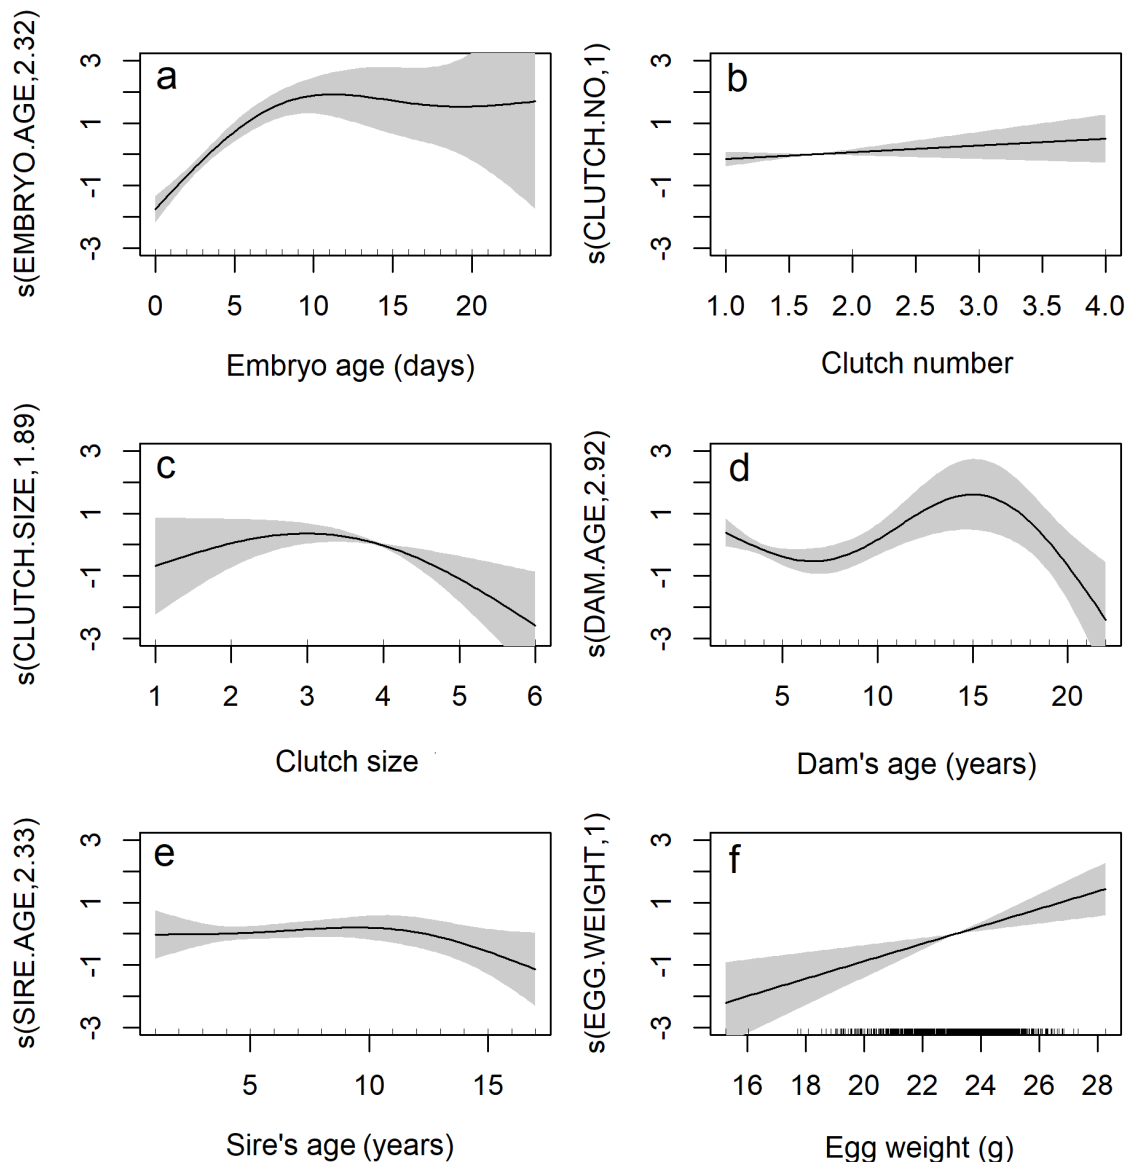 s(EMBRYO.AGE,2.32)
3
1
-1
-3
a
0 5 10 15 20
Embryo age (days)
s(CLUTCH.NO,1)
3
1
-1
-3
b
1.0 1.5 2.0 2.5 3.0 3.5 4.0
Clutch number
s(CLUTCH.SIZE,1.89)
3
1
-1
-3
c
1 2 3 4 5 6
Clutch size
s(DAM.AGE,2.92)
3
1
-1
-3
d
5 10 15 20
Dam's age (years)
s(SIRE.AGE,2.33)
3
1
-1
-3
e
5 10 15
Sire's age (years)
s(EGG.WEIGHT,1)
3
1
-1
-3
f
16 18 20 22 24 26 28
Egg weight (g)